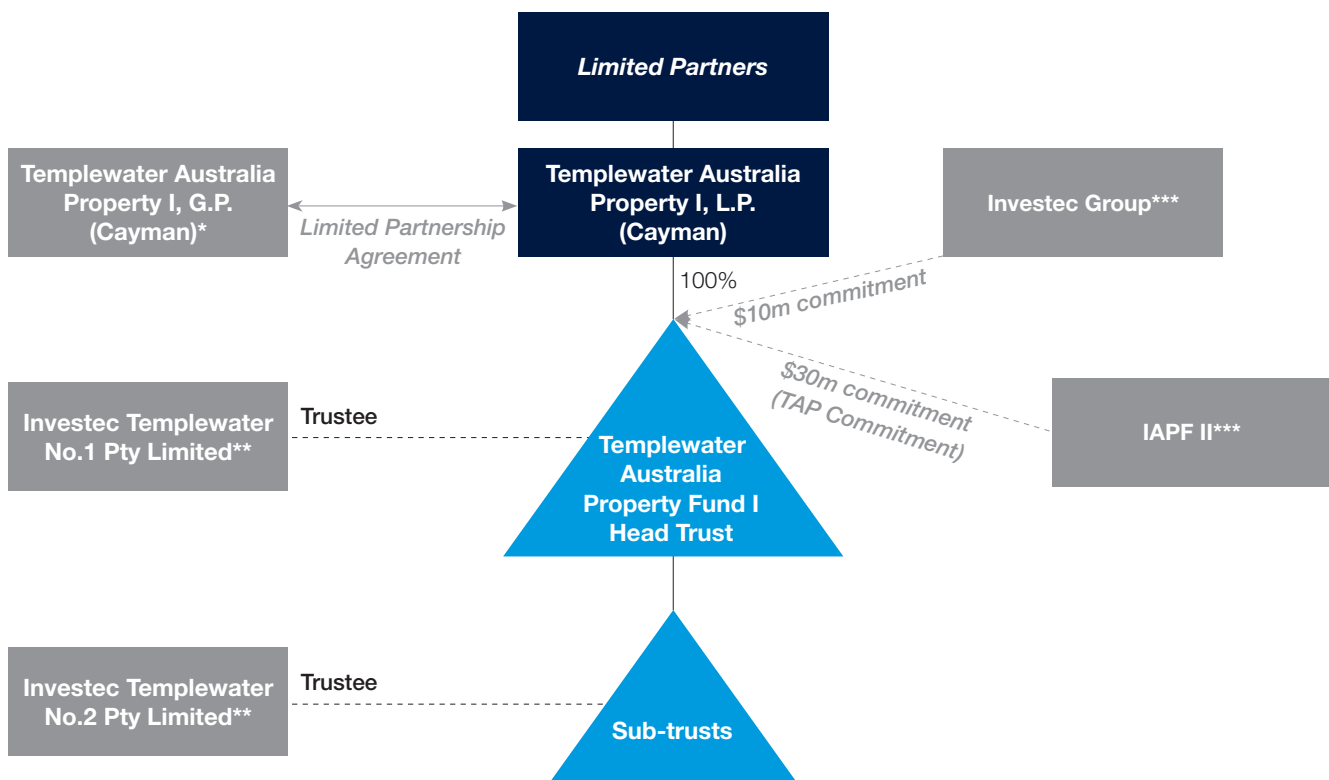 Limited Partners
Templewater Australia
Property I, G.P.
(Cayman)*
Limited Partnership
Agreement
Templewater Australia
Property I, L.P.
(Cayman)
Investec Group***
100%
$10m commitment
$30m commitment
(TAP Commitment)
IAPF II***
Investec Templewater
No.1 Pty Limited**
Trustee
Templewater
Australia
Property Fund I
Head Trust
Investec Templewater
No.2 Pty Limited**
Trustee
Sub-trusts